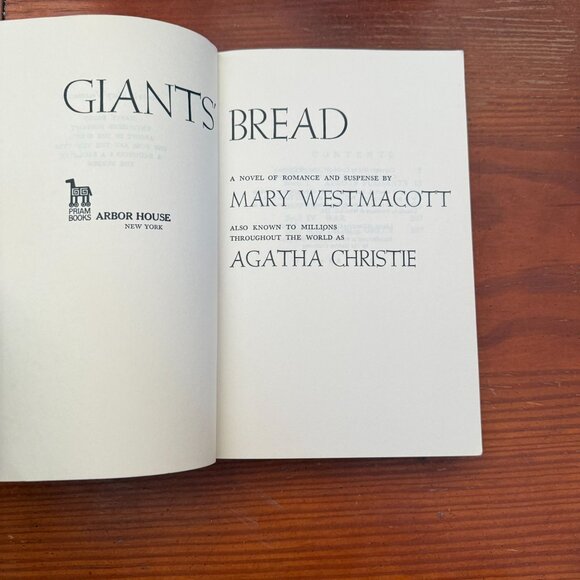 GIANTS' BREAD
A NOVEL OF ROMANCE AND SUSPENSE BY
MARY WESTMACOTT
ALSO KNOWN TO MILLIONS
THROUGHOUT THE WORLD AS
AGATHA CHRISTIE
PRIAM
BOOKS
ARBOR HOUSE
NEW YORK